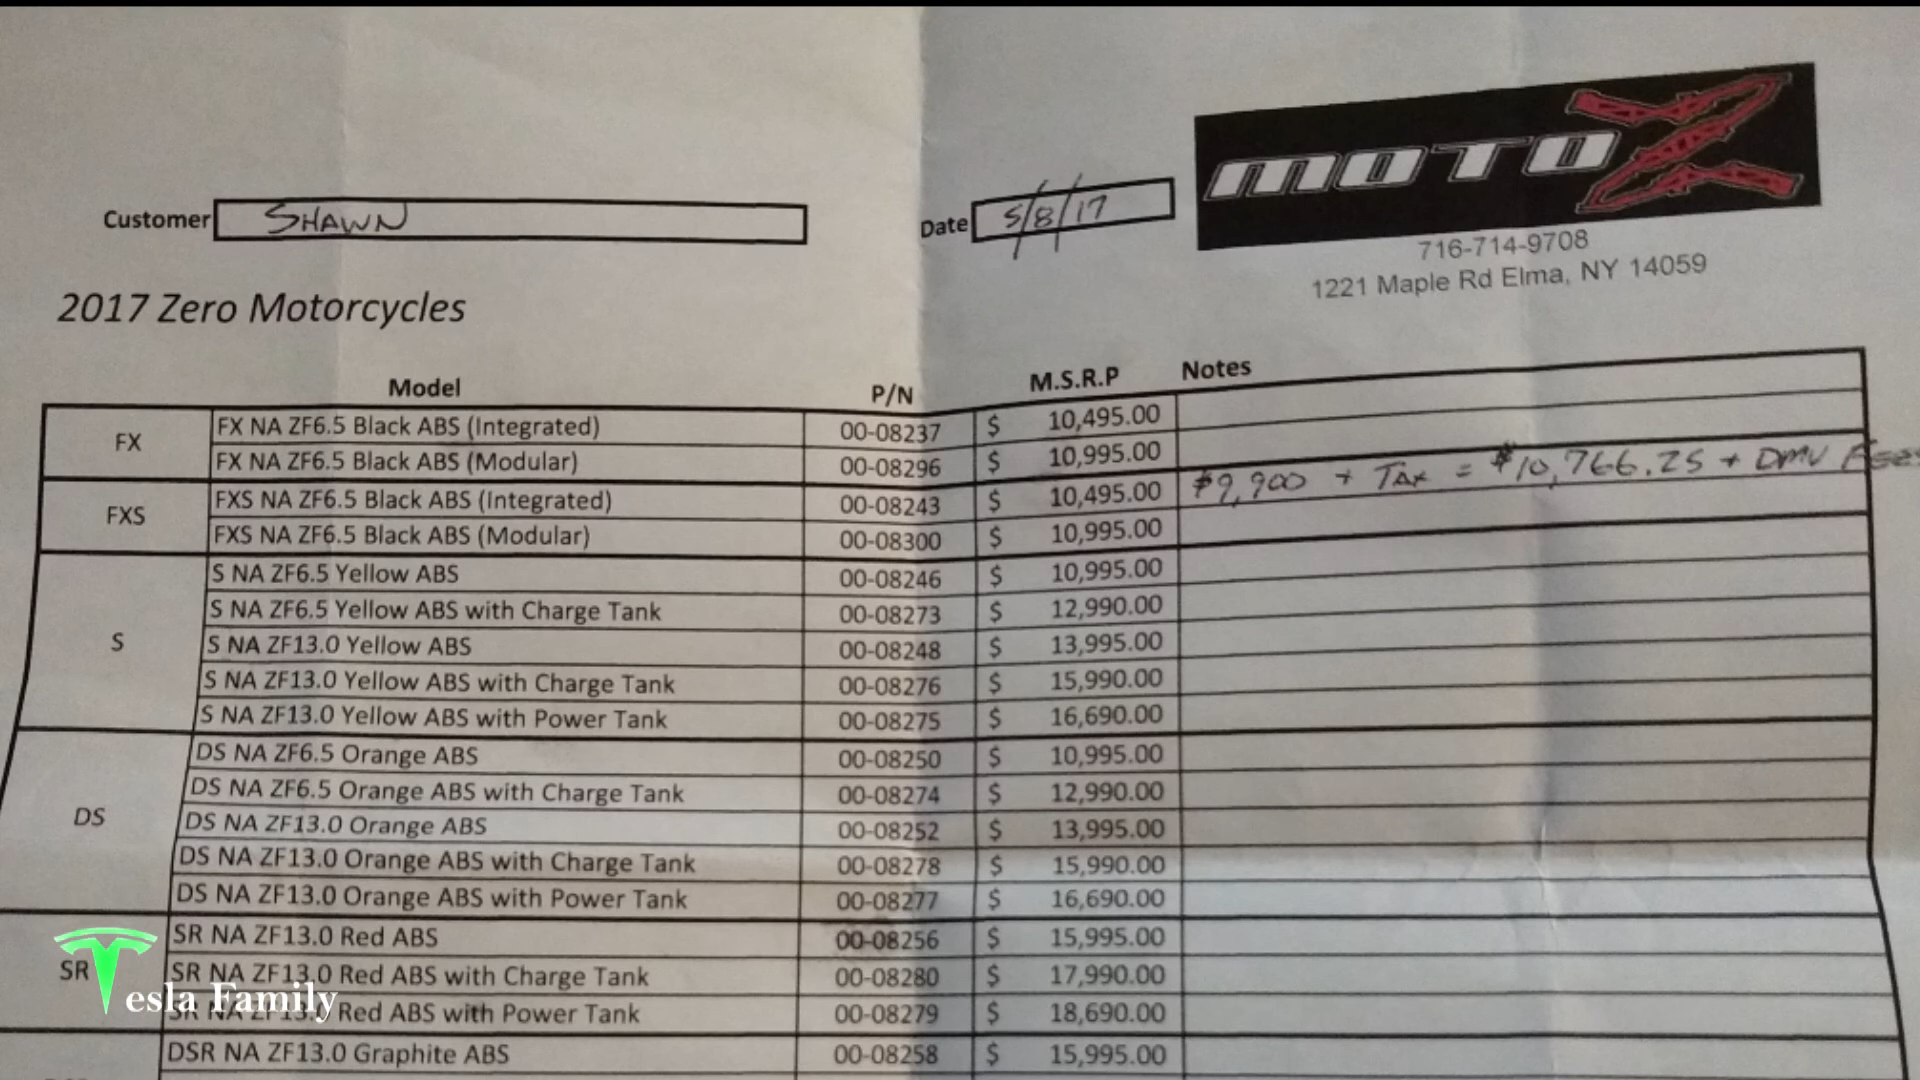 motoX
Customer SHAWN
Date 5/8/17
716-714-9708
1221 Maple Rd Elma, NY 14059
2017 Zero Motorcycles
Model P/N M.S.R.P Notes
FX
FX NA ZF6.5 Black ABS (Integrated) 00-08237 $ 10,495.00
FX NA ZF6.5 Black ABS (Modular) 00-08296 $ 10,995.00
FXS
FXS NA ZF6.5 Black ABS (Integrated) 00-08243 $ 10,495.00 $9,900 + TAX = $10,766.25 + DMV Fees
FXS NA ZF6.5 Black ABS (Modular) 00-08300 $ 10,995.00
S
S NA ZF6.5 Yellow ABS 00-08246 $ 10,995.00
S NA ZF6.5 Yellow ABS with Charge Tank 00-08273 $ 12,990.00
S NA ZF13.0 Yellow ABS 00-08248 $ 13,995.00
S NA ZF13.0 Yellow ABS with Charge Tank 00-08276 $ 15,990.00
S NA ZF13.0 Yellow ABS with Power Tank 00-08275 $ 16,690.00
DS
DS NA ZF6.5 Orange ABS 00-08250 $ 10,995.00
DS NA ZF6.5 Orange ABS with Charge Tank 00-08274 $ 12,990.00
DS NA ZF13.0 Orange ABS 00-08252 $ 13,995.00
DS NA ZF13.0 Orange ABS with Charge Tank 00-08278 $ 15,990.00
DS NA ZF13.0 Orange ABS with Power Tank 00-08277 $ 16,690.00
SR
SR NA ZF13.0 Red ABS 00-08256 $ 15,995.00
SR NA ZF13.0 Red ABS with Charge Tank 00-08280 $ 17,990.00
SR NA ZF13.0 Red ABS with Power Tank 00-08279 $ 18,690.00
DSR NA ZF13.0 Graphite ABS 00-08258 $ 15,995.00
Tesla Family